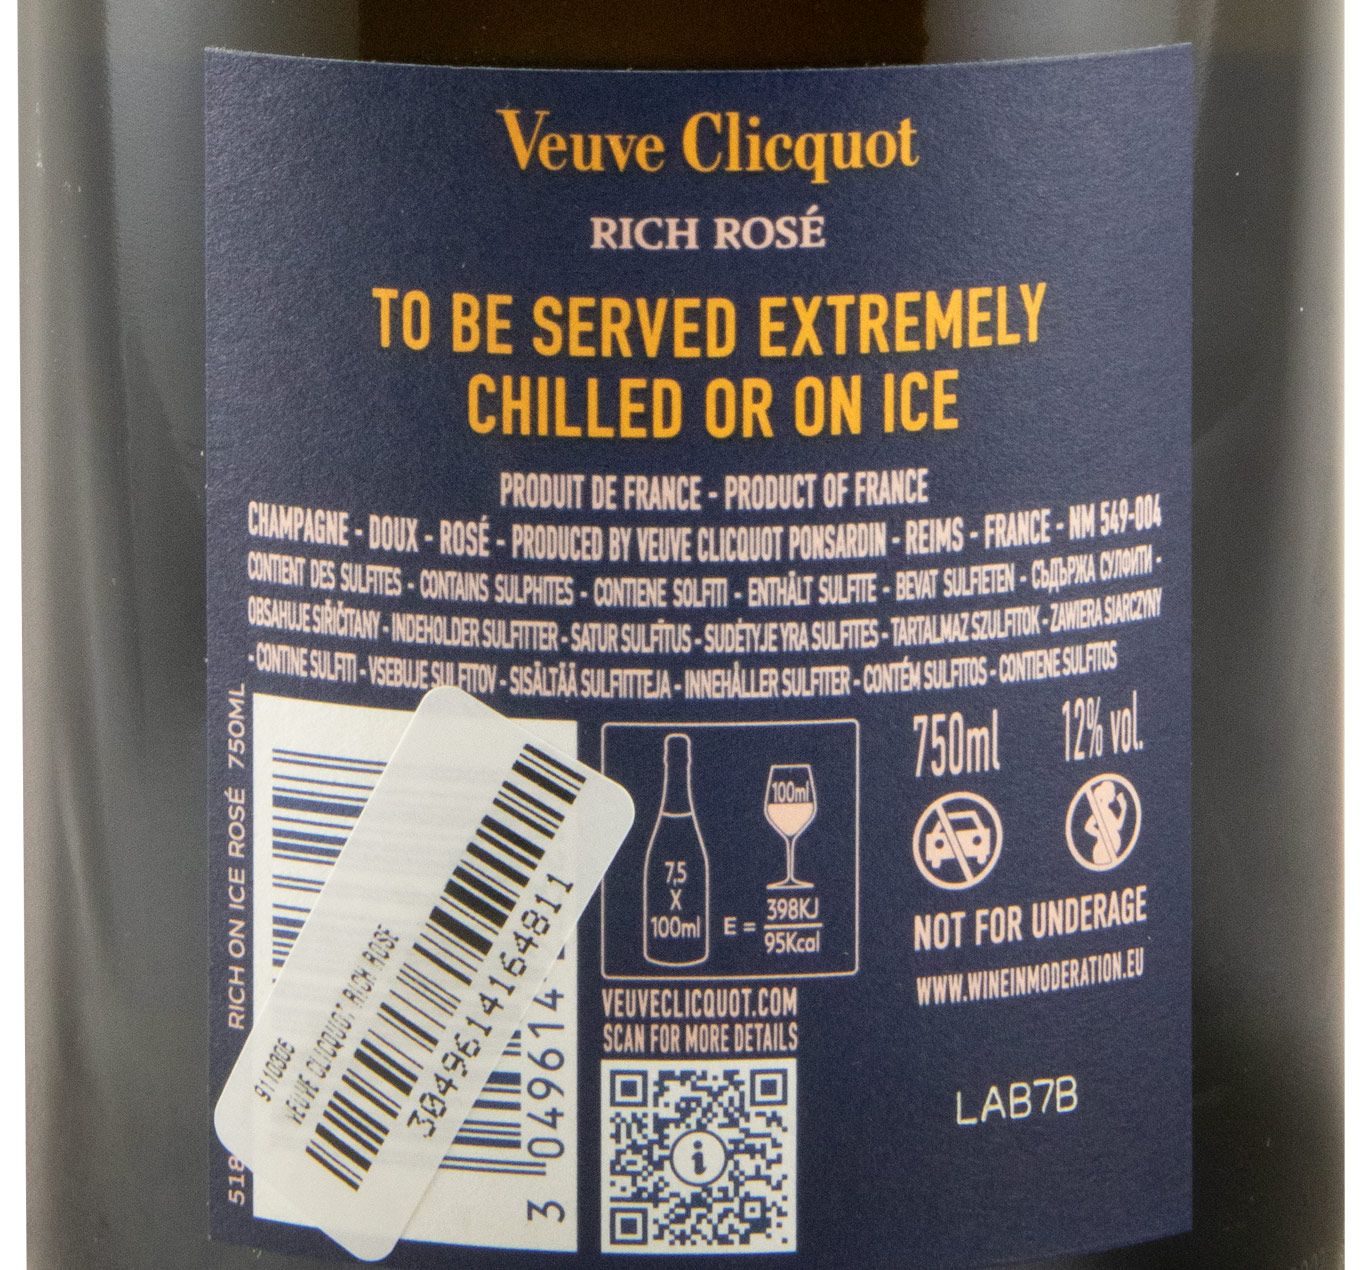 Veuve Clicquot
RICH ROSÉ
TO BE SERVED EXTREMELY
CHILLED OR ON ICE
PRODUIT DE FRANCE - PRODUCT OF FRANCE
CHAMPAGNE - DOUX - ROSÉ - PRODUCED BY VEUVE CLICQUOT PONSARDIN - REIMS - FRANCE - NM 549-004
CONTIENT DES SULFITES - CONTAINS SULPHITES - CONTIENE SOLFITI - ENTHÄLT SULFITE - BEVAT SULFIETEN - СЪДЪРЖА СУЛФИТИ -
OBSAHUJE SIŘIČITANY - INDEHOLDER SULFITTER - SATUR SULFĪTUS - SUDĖTYJE YRA SULFITES - TARTALMAZ SZULFITOK - ZAWIERA SIARCZYNY
- CONTINE SULFITI - VSEBUJE SULFITOV - SISÄLTÄÄ SULFIITTEJA - INNEHÅLLER SULFITER - CONTÉM SULFITOS - CONTIENE SULFITOS
RICH ON ICE ROSÉ 750ML
518
9110306
VEUVE CLICQUOT RICH ROSE
3049614164811
3 049614
7,5
X
100ml
100ml
E = 398KJ
95Kcal
750ml
12% vol.
NOT FOR UNDERAGE
WWW.WINEINMODERATION.EU
VEUVECLICQUOT.COM
SCAN FOR MORE DETAILS
i
LAB7B